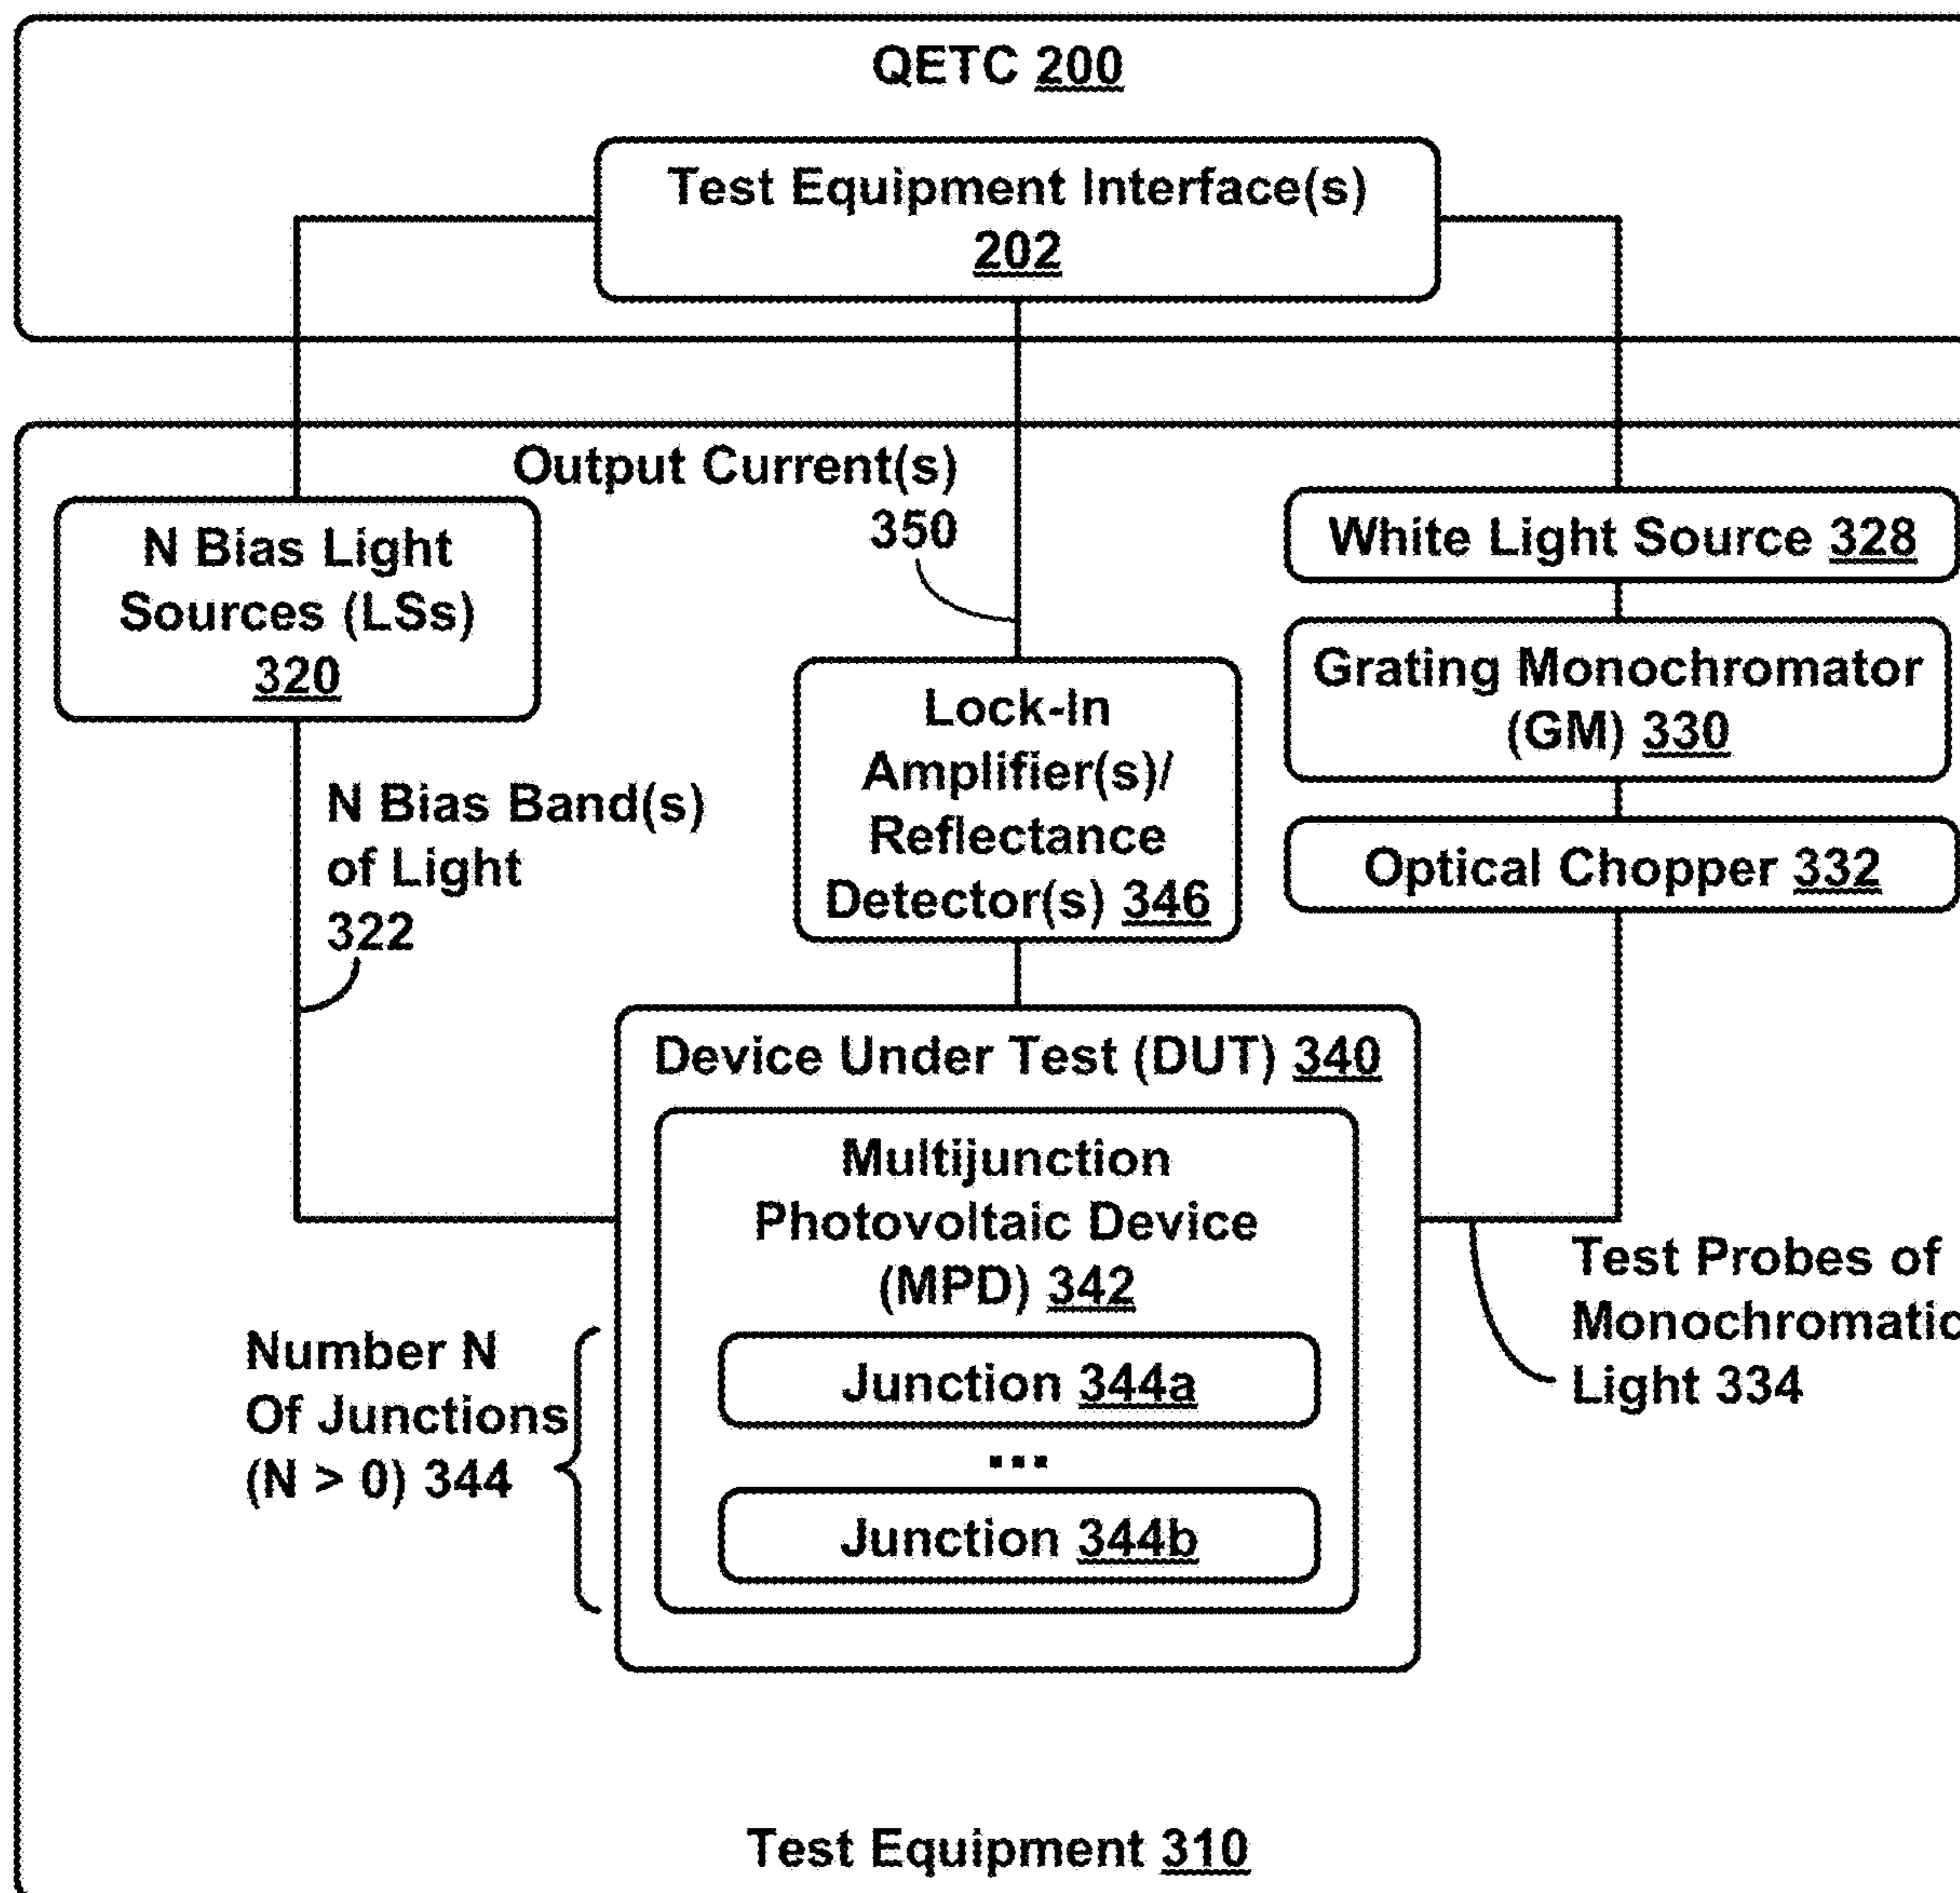 QETC 200
Test Equipment Interface(s)
202
Output Current(s)
350
N Bias Light
Sources (LSs)
320
White Light Source 328
Grating Monochromator
(GM) 330
Optical Chopper 332
Lock-In
Amplifier(s)/
Reflectance
Detector(s) 346
N Bias Band(s)
of Light
322
Device Under Test (DUT) 340
Multijunction
Photovoltaic Device
(MPD) 342
Junction 344a
...
Junction 344b
Number N
Of Junctions
(N > 0) 344
Test Probes of
Monochromatic
Light 334
Test Equipment 310